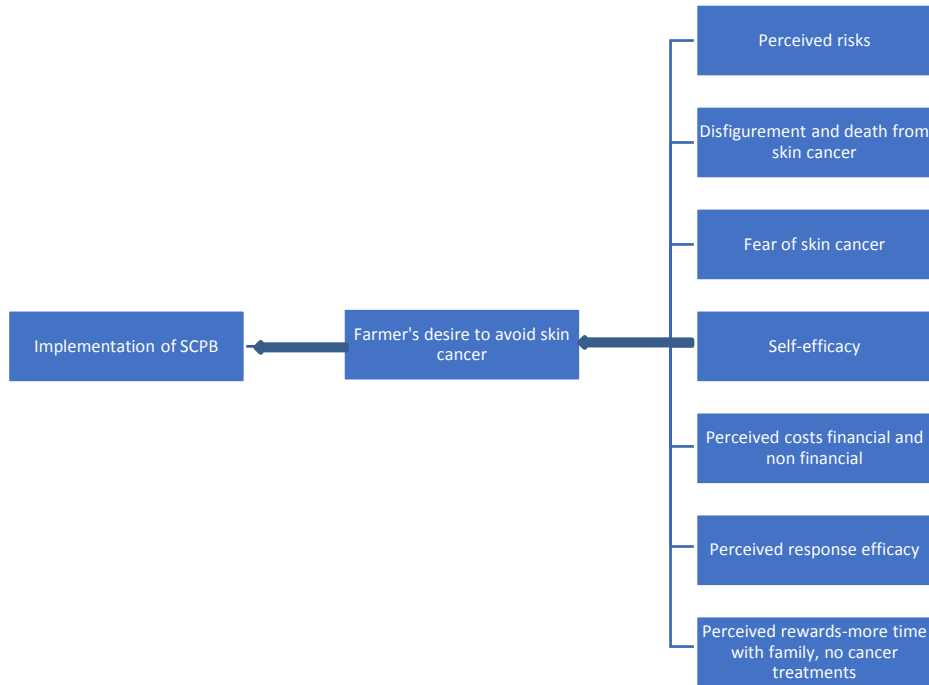 Perceived risks
Disfigurement and death from
skin cancer
Fear of skin cancer
Implementation of SCPB
Farmer's desire to avoid skin
cancer
Self-efficacy
Perceived costs financial and
non financial
Perceived response efficacy
Perceived rewards-more time
with family, no cancer
treatments